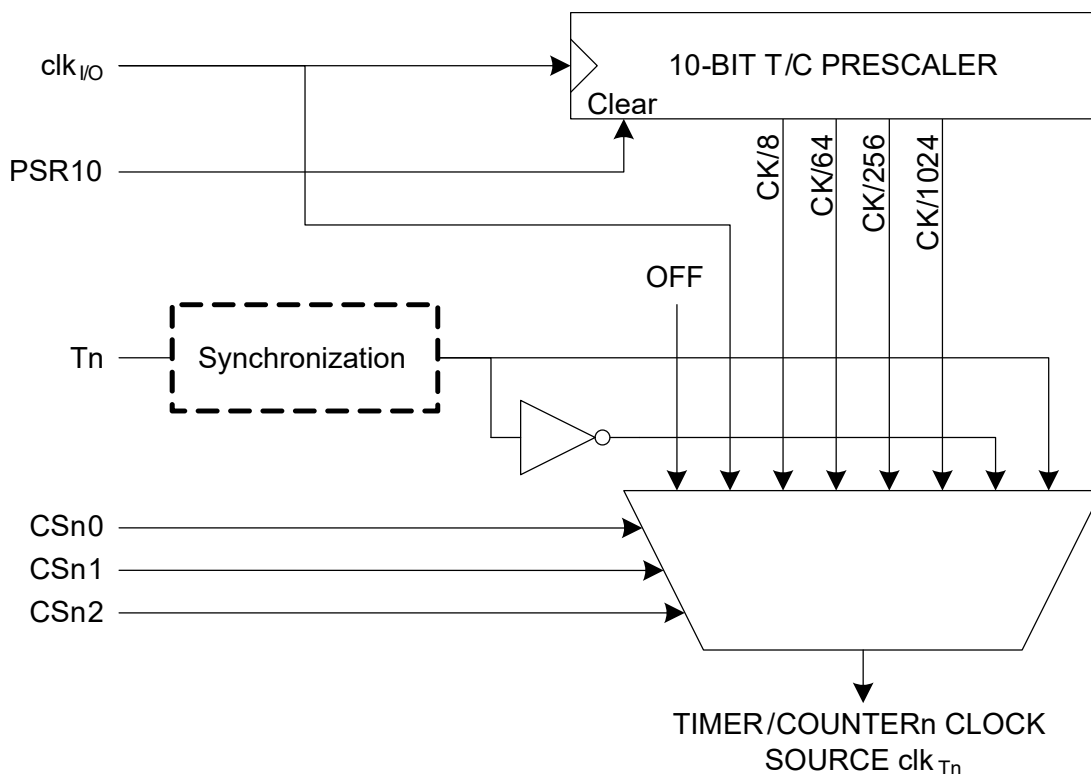 clkI/O
10-BIT T/C PRESCALER
Clear
PSR10
CK/8
CK/64
CK/256
CK/1024
OFF
Tn
Synchronization
CSn0
CSn1
CSn2
TIMER/COUNTERn CLOCK
SOURCE clkTn